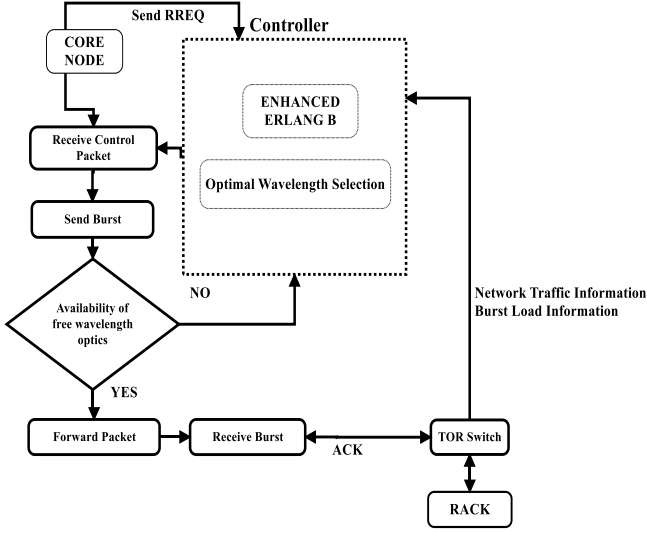 Send RREQ
Controller
CORE
NODE
ENHANCED
ERLANG B
Receive Control
Packet
Optimal Wavelength Selection
Send Burst
NO
Network Traffic Information
Burst Load Information
Availability of
free wavelength
optics
YES
Forward Packet
Receive Burst
ACK
TOR Switch
RACK